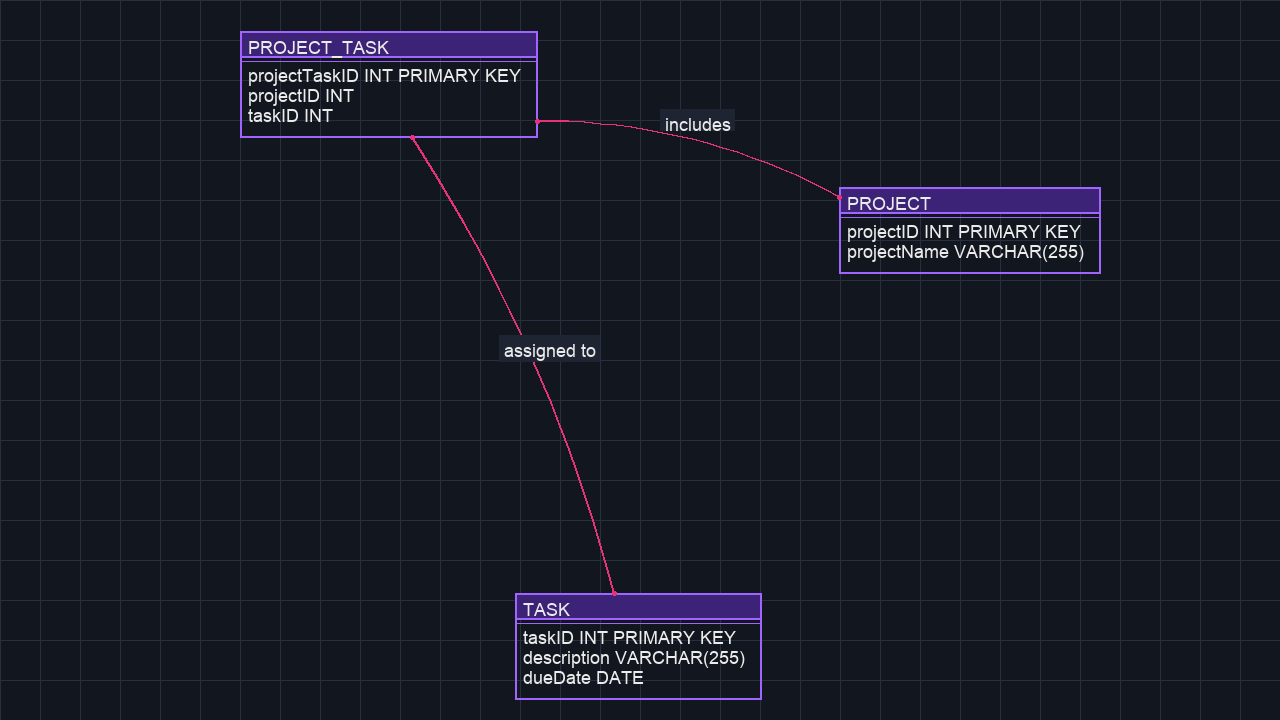 PROJECT_TASK
projectTaskID INT PRIMARY KEY
projectID INT
taskID INT
includes
PROJECT
projectID INT PRIMARY KEY
projectName VARCHAR(255)
assigned to
TASK
taskID INT PRIMARY KEY
description VARCHAR(255)
dueDate DATE